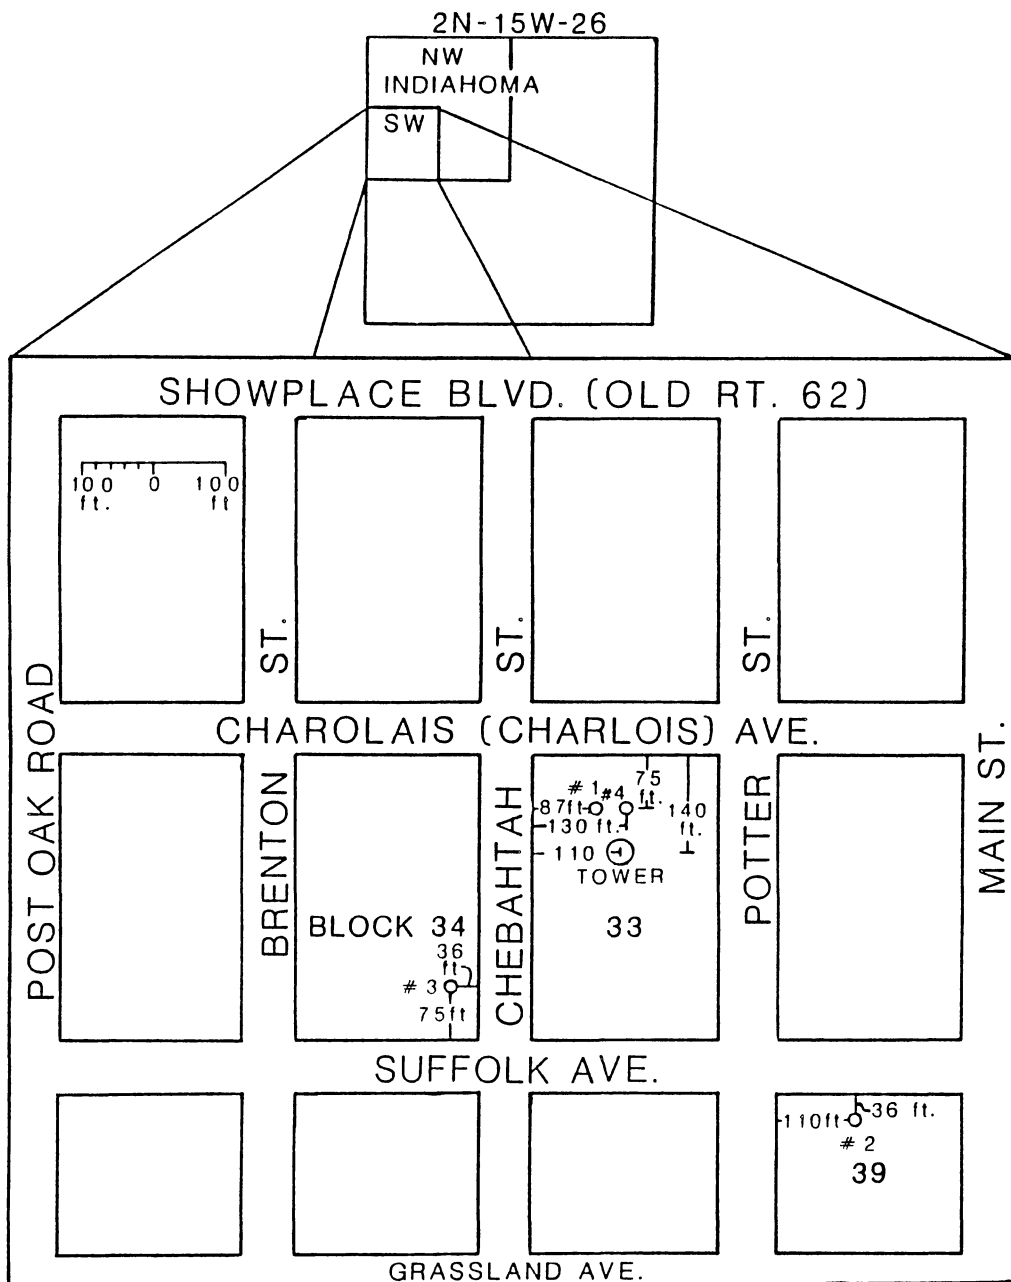 2N-15W-26
NW
INDIAHOMA
SW
SHOWPLACE BLVD. (OLD RT. 62)
100 0 100
ft. ft
POST OAK ROAD
BRENTON ST.
CHEBAHTAH ST.
POTTER ST.
MAIN ST.
CHAROLAIS (CHARLOIS) AVE.
75
ft.
#1 #4
87ft
140
ft.
130 ft.
110
TOWER
33
BLOCK 34
36
ft
#3
75ft
SUFFOLK AVE.
110ft
36 ft.
#2
39
GRASSLAND AVE.